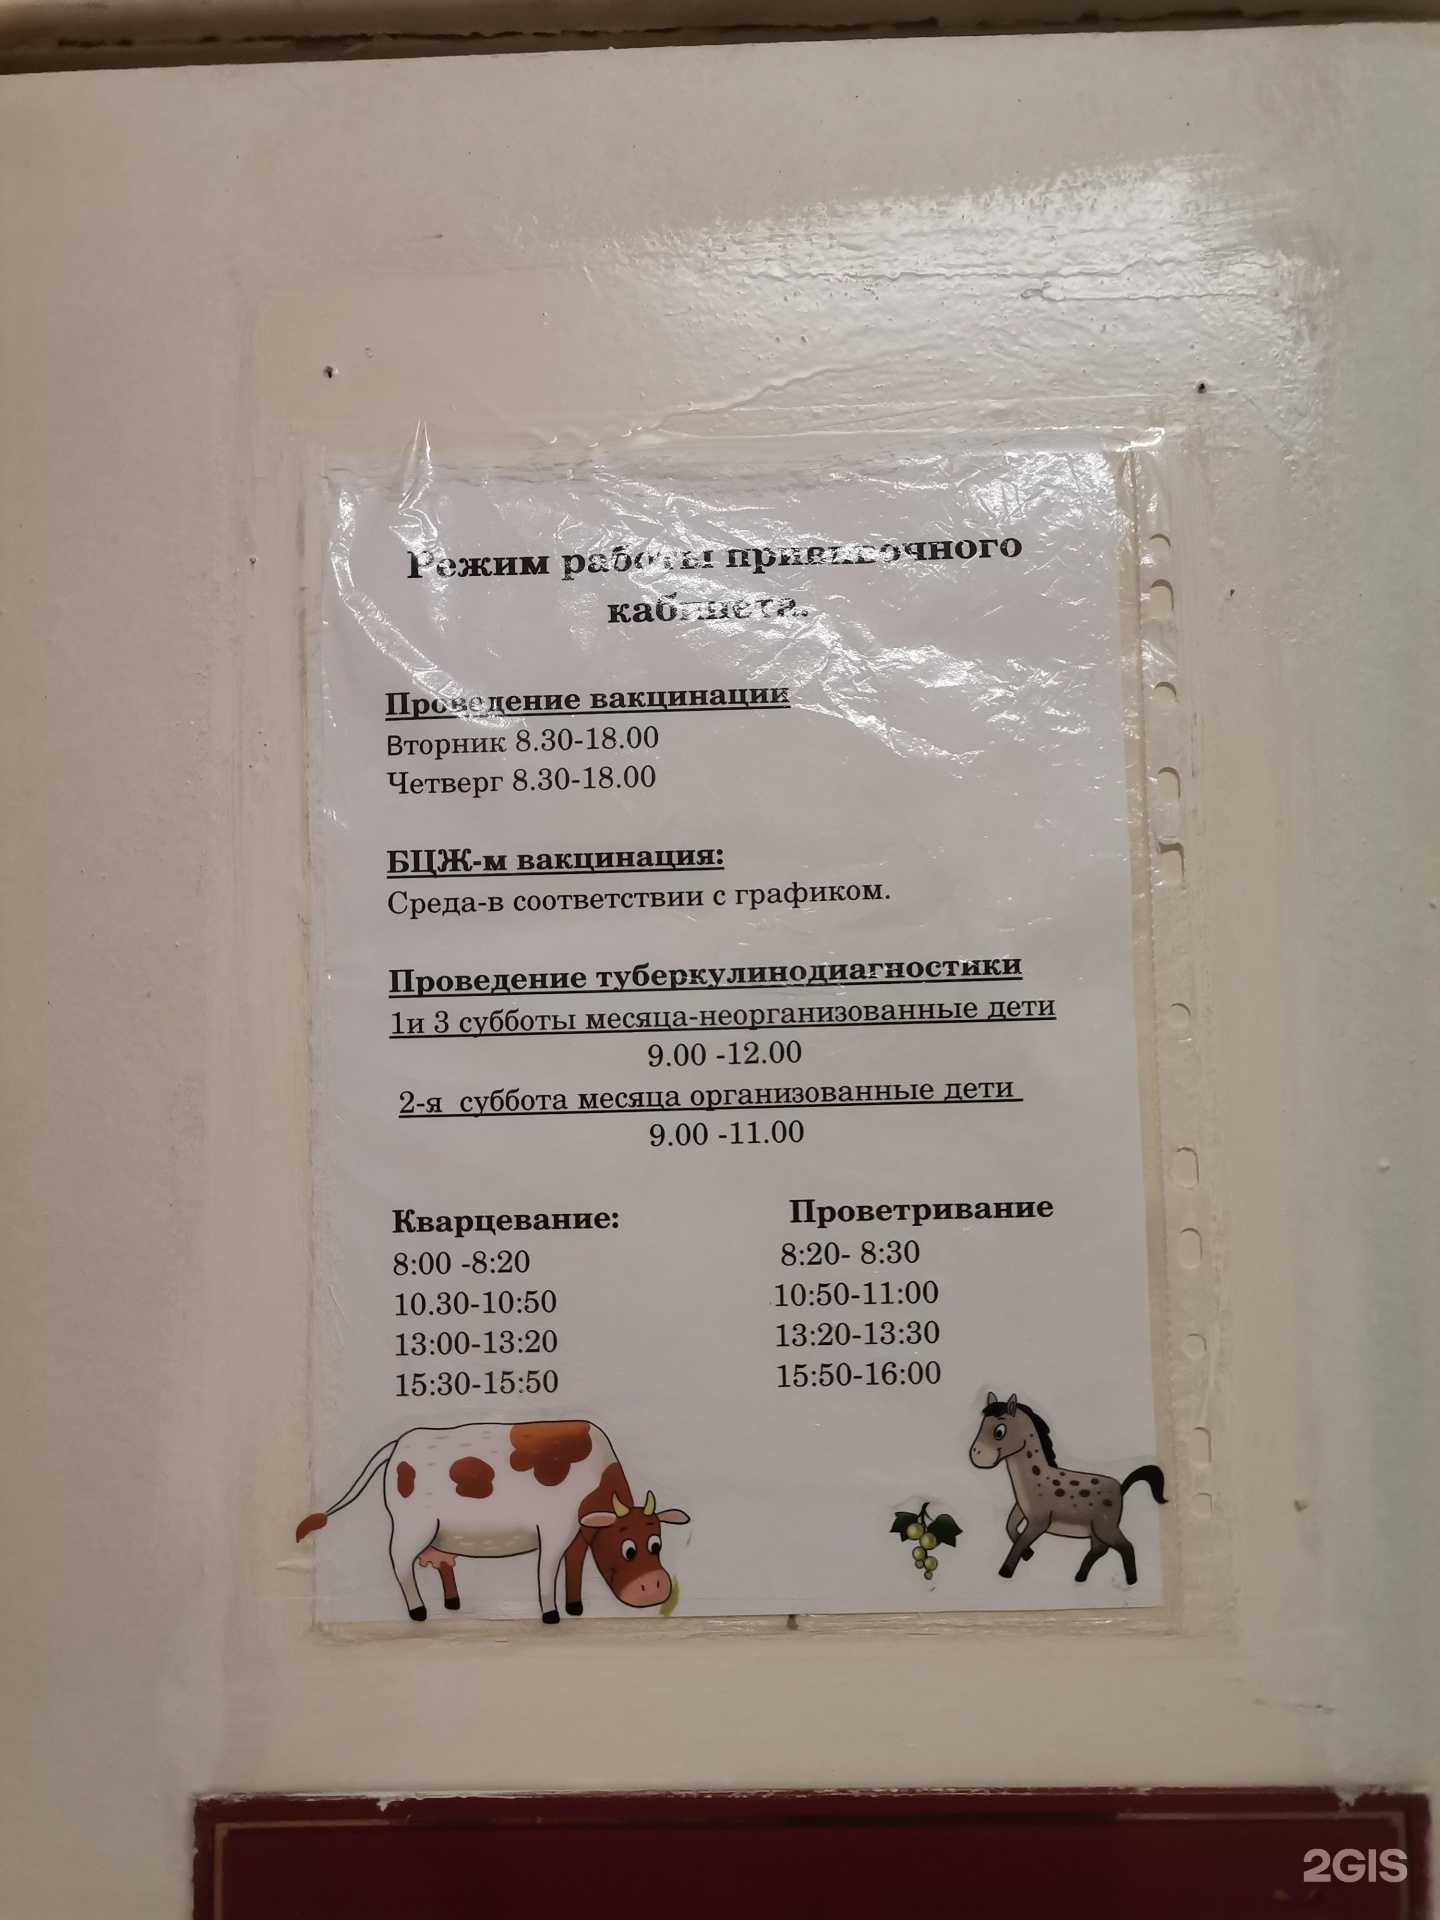 Режим работы прививочного
кабинета.
Проведение вакцинации
Вторник 8.30-18.00
Четверг 8.30-18.00
БЦЖ-м вакцинация:
Среда-в соответствии с графиком.
Проведение туберкулинодиагностики
1и 3 субботы месяца-неорганизованные дети
9.00 -12.00
2-я суббота месяца организованные дети
9.00 -11.00
Кварцевание: Проветривание
8:00 -8:20 8:20- 8:30
10.30-10:50 10:50-11:00
13:00-13:20 13:20-13:30
15:30-15:50 15:50-16:00
2GIS